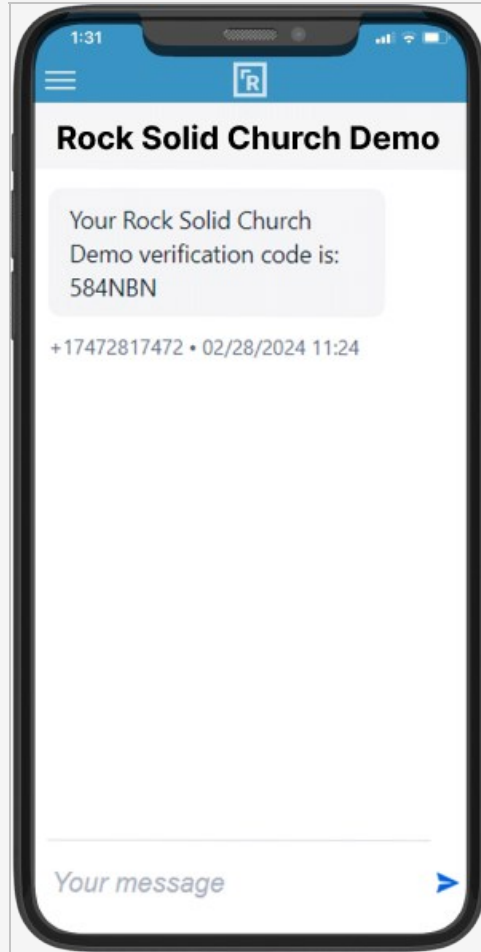 1:31
R
Rock Solid Church Demo
Your Rock Solid Church
Demo verification code is:
584NBN
+17472817472 • 02/28/2024 11:24
Your message